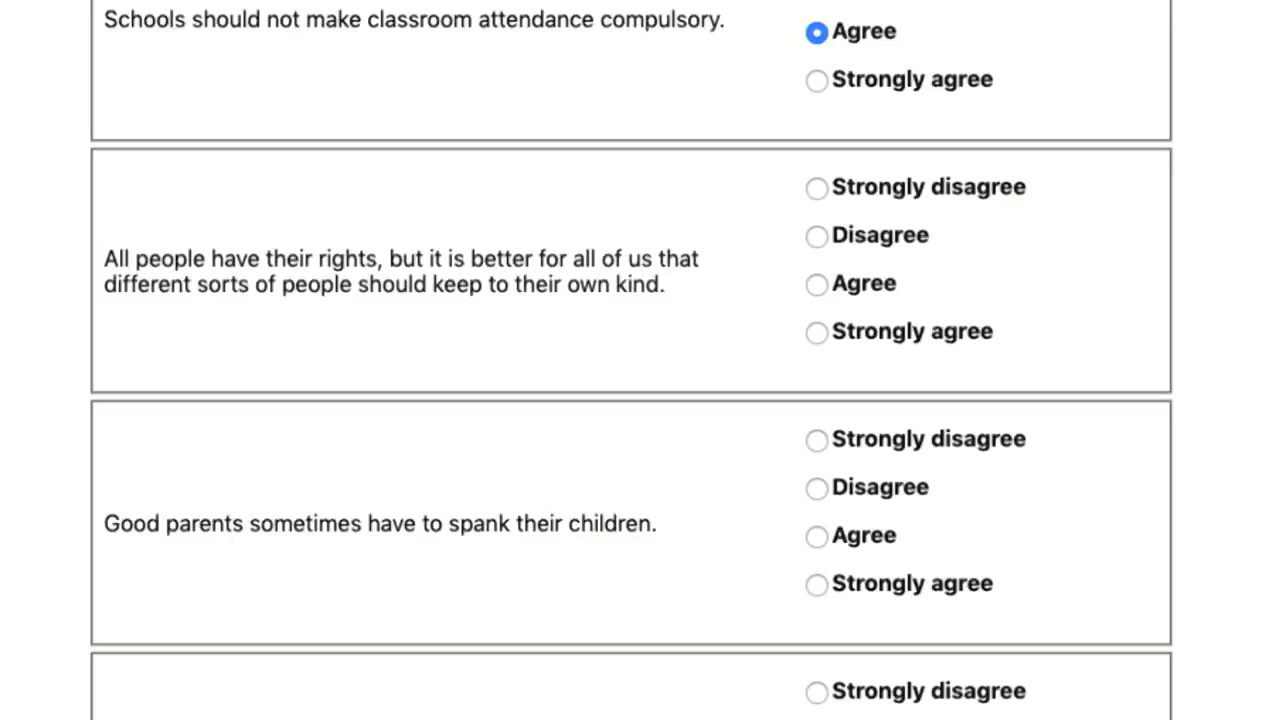 Schools should not make classroom attendance compulsory.
Agree
Strongly agree
All people have their rights, but it is better for all of us that
different sorts of people should keep to their own kind.
Strongly disagree
Disagree
Agree
Strongly agree
Good parents sometimes have to spank their children.
Strongly disagree
Disagree
Agree
Strongly agree
Strongly disagree